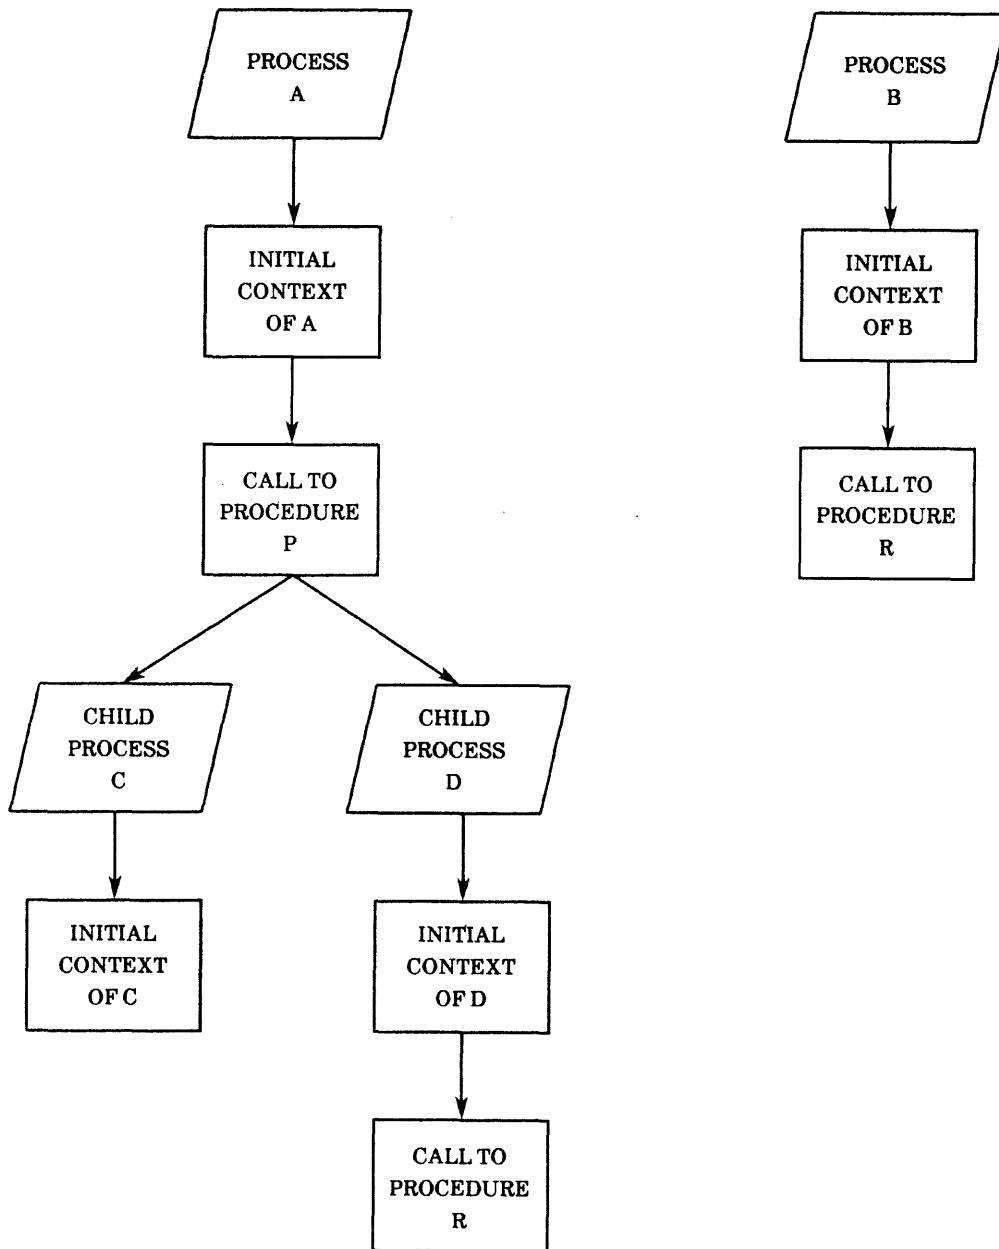 PROCESS
A
PROCESS
B
INITIAL
CONTEXT
OF A
INITIAL
CONTEXT
OF B
CALL TO
PROCEDURE
P
CALL TO
PROCEDURE
R
CHILD
PROCESS
C
CHILD
PROCESS
D
INITIAL
CONTEXT
OF C
INITIAL
CONTEXT
OF D
CALL TO
PROCEDURE
R